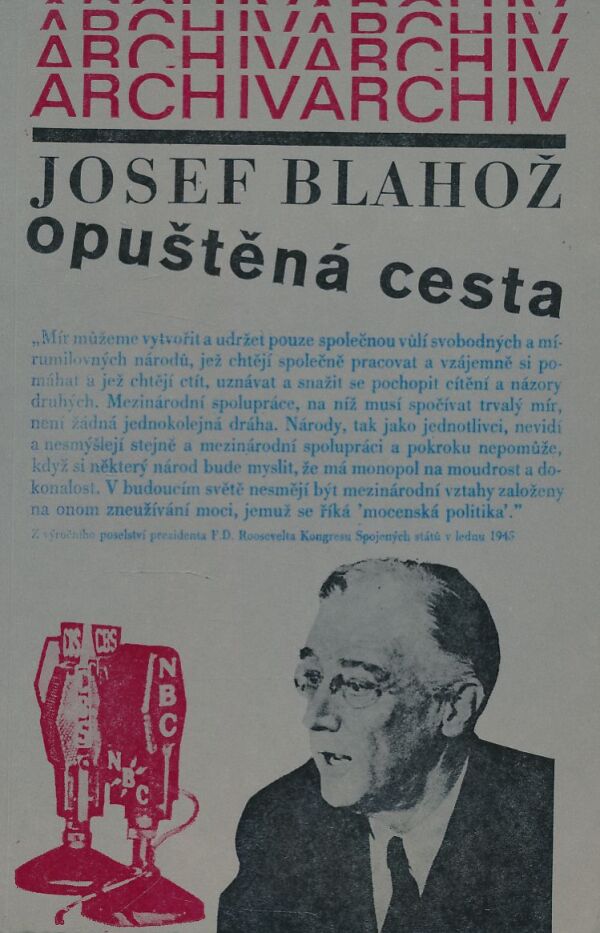 ARCHIVARCHIV
ARCHIVARCHIV
ARCHIVARCHIV
ARCHIVARCHIV
JOSEF BLAHOŽ
opuštěná cesta
„Mír můžeme vytvořit a udržet pouze společnou vůlí svobodných a mí-
rumilovných národů, jež chtějí společně pracovat a vzájemně si po-
máhat a jež chtějí ctít, uznávat a snažit se pochopit cítění a názory
druhých. Mezinárodní spolupráce, na níž musí spočívat trvalý mír,
není žádná jednokolejná dráha. Národy, tak jako jednotlivci, nevidí
a nesmýšlejí stejně a mezinárodní spolupráci a pokroku nepomůže,
když si některý národ bude myslit, že má monopol na moudrost a do-
konalost. V budoucím světě nesmějí být mezinárodní vztahy založeny
na onom zneužívání moci, jemuž se říká 'mocenská politika'.”
Z výročního poselství prezidenta F.D. Roosevelta Kongresu Spojených států v lednu 1945
CBS CBS
NBC
CBS
NBC